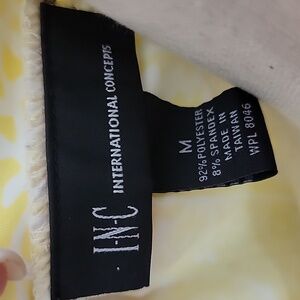 I·N·C
INTERNATIONAL CONCEPTS
M
92% POLYESTER
8% SPANDEX
MADE IN
TAIWAN
WPL 8046